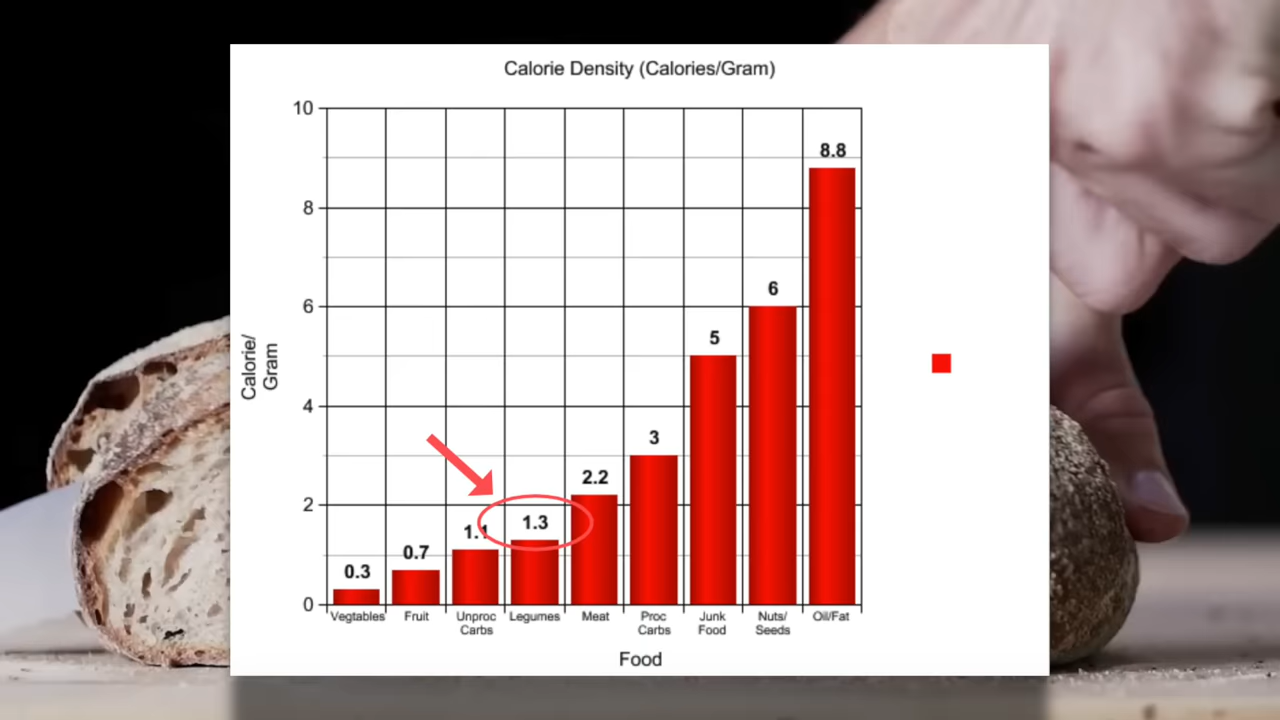 Calorie Density (Calories/Gram)
10
8
6
4
2
0
Calorie/
Gram
0.3
0.7
1.1
1.3
2.2
3
5
6
8.8
Vegtables
Fruit
Unproc
Carbs
Legumes
Meat
Proc
Carbs
Junk
Food
Nuts/
Seeds
Oil/Fat
Food